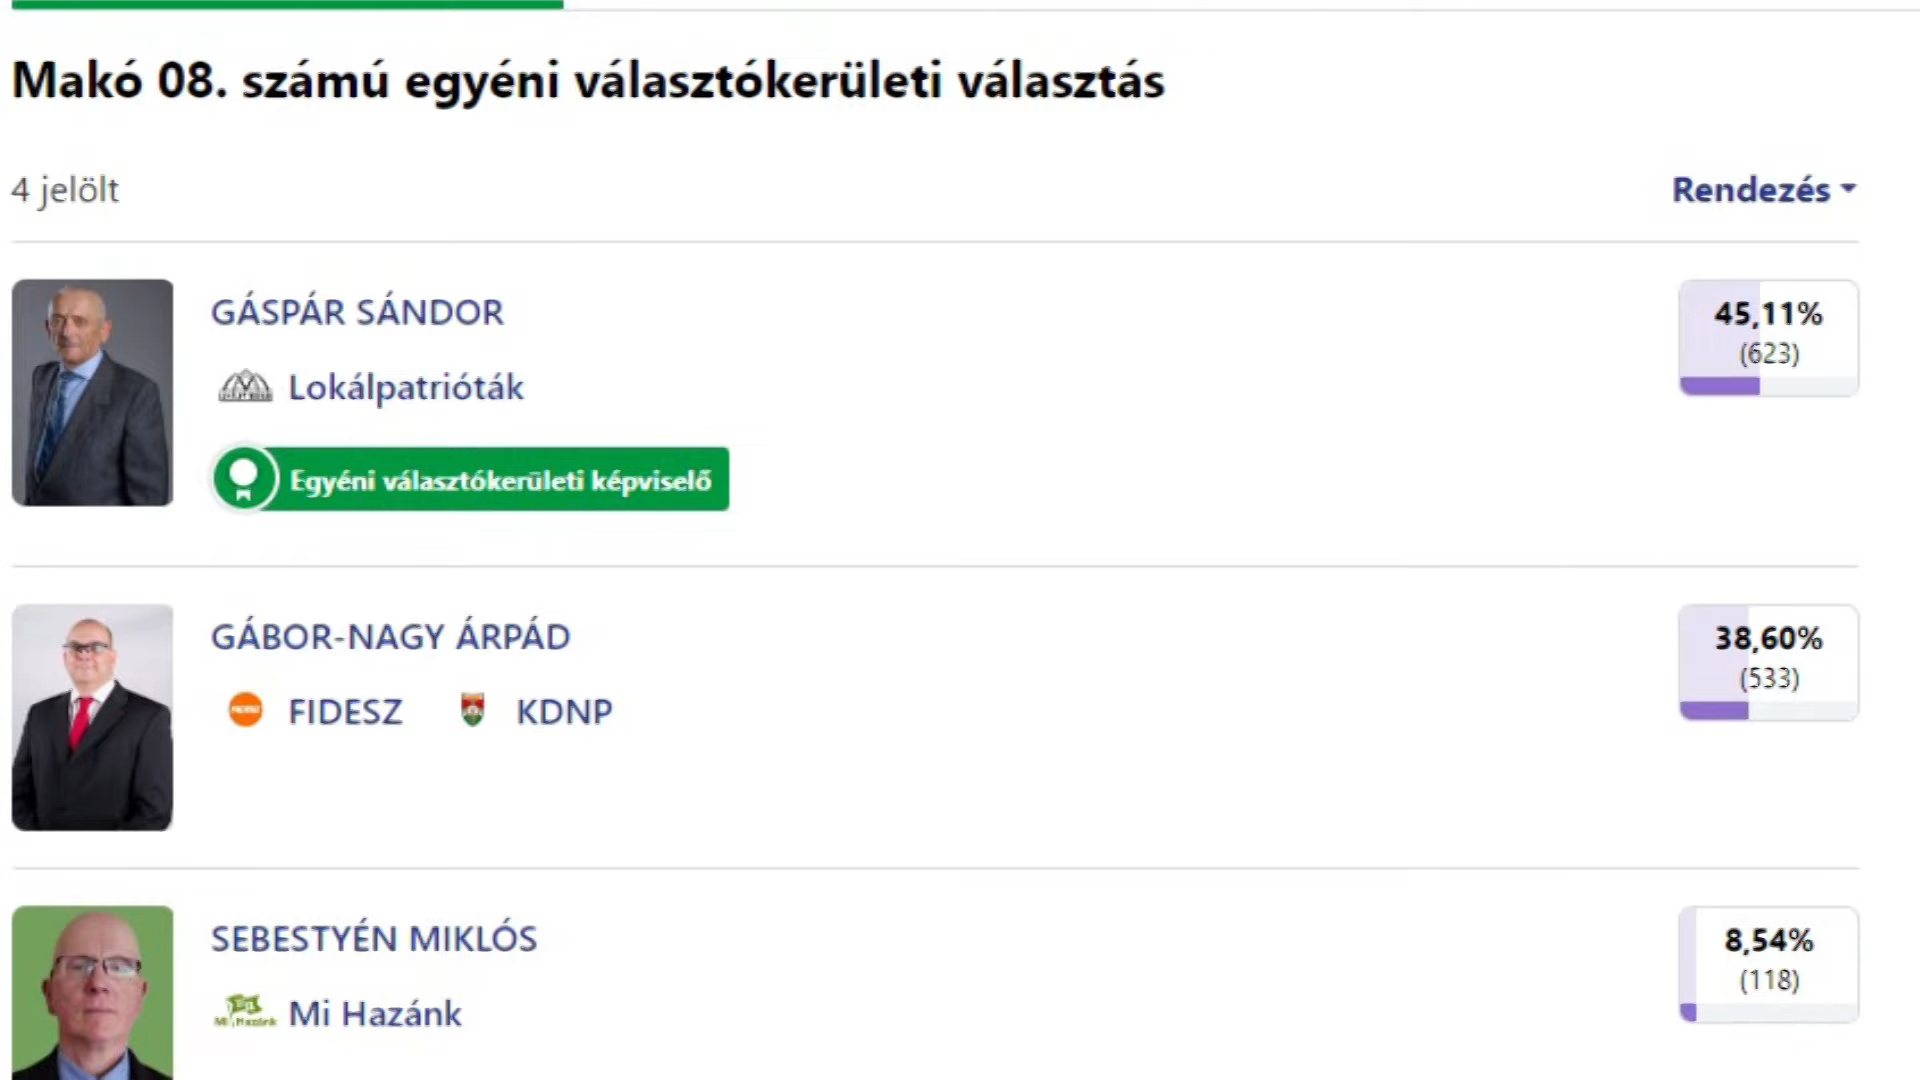 Makó 08. számú egyéni választókerületi választás
4 jelölt
Rendezés
GÁSPÁR SÁNDOR
45,11%
(623)
Lokálpatrióták
Egyéni választókerületi képviselő
GÁBOR-NAGY ÁRPÁD
38,60%
(533)
FIDESZ KDNP
SEBESTYÉN MIKLÓS
8,54%
(118)
Mi Hazánk